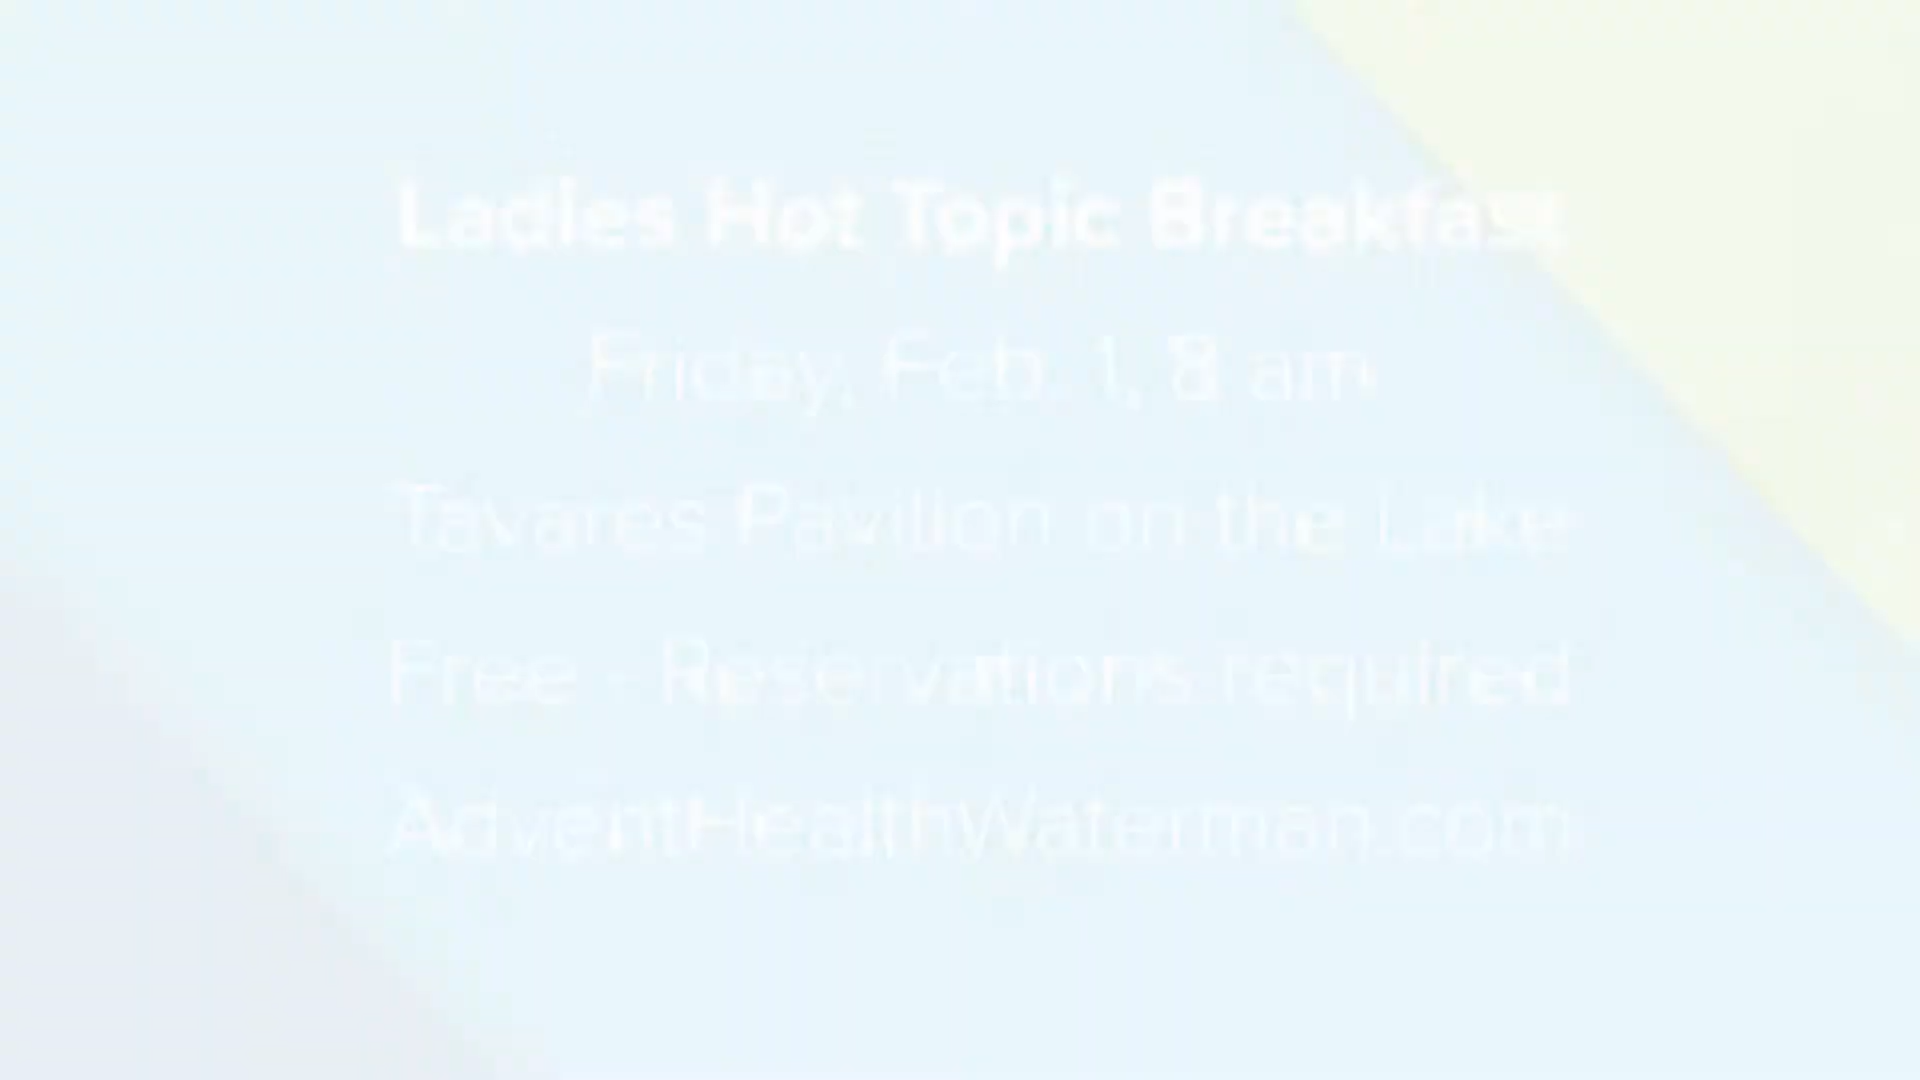 Ladies Hot Topic Breakfast
Friday, Feb. 1, 8 am
Tavares Pavilion on the Lake
Free - Reservations required
AdventHealthWaterman.com